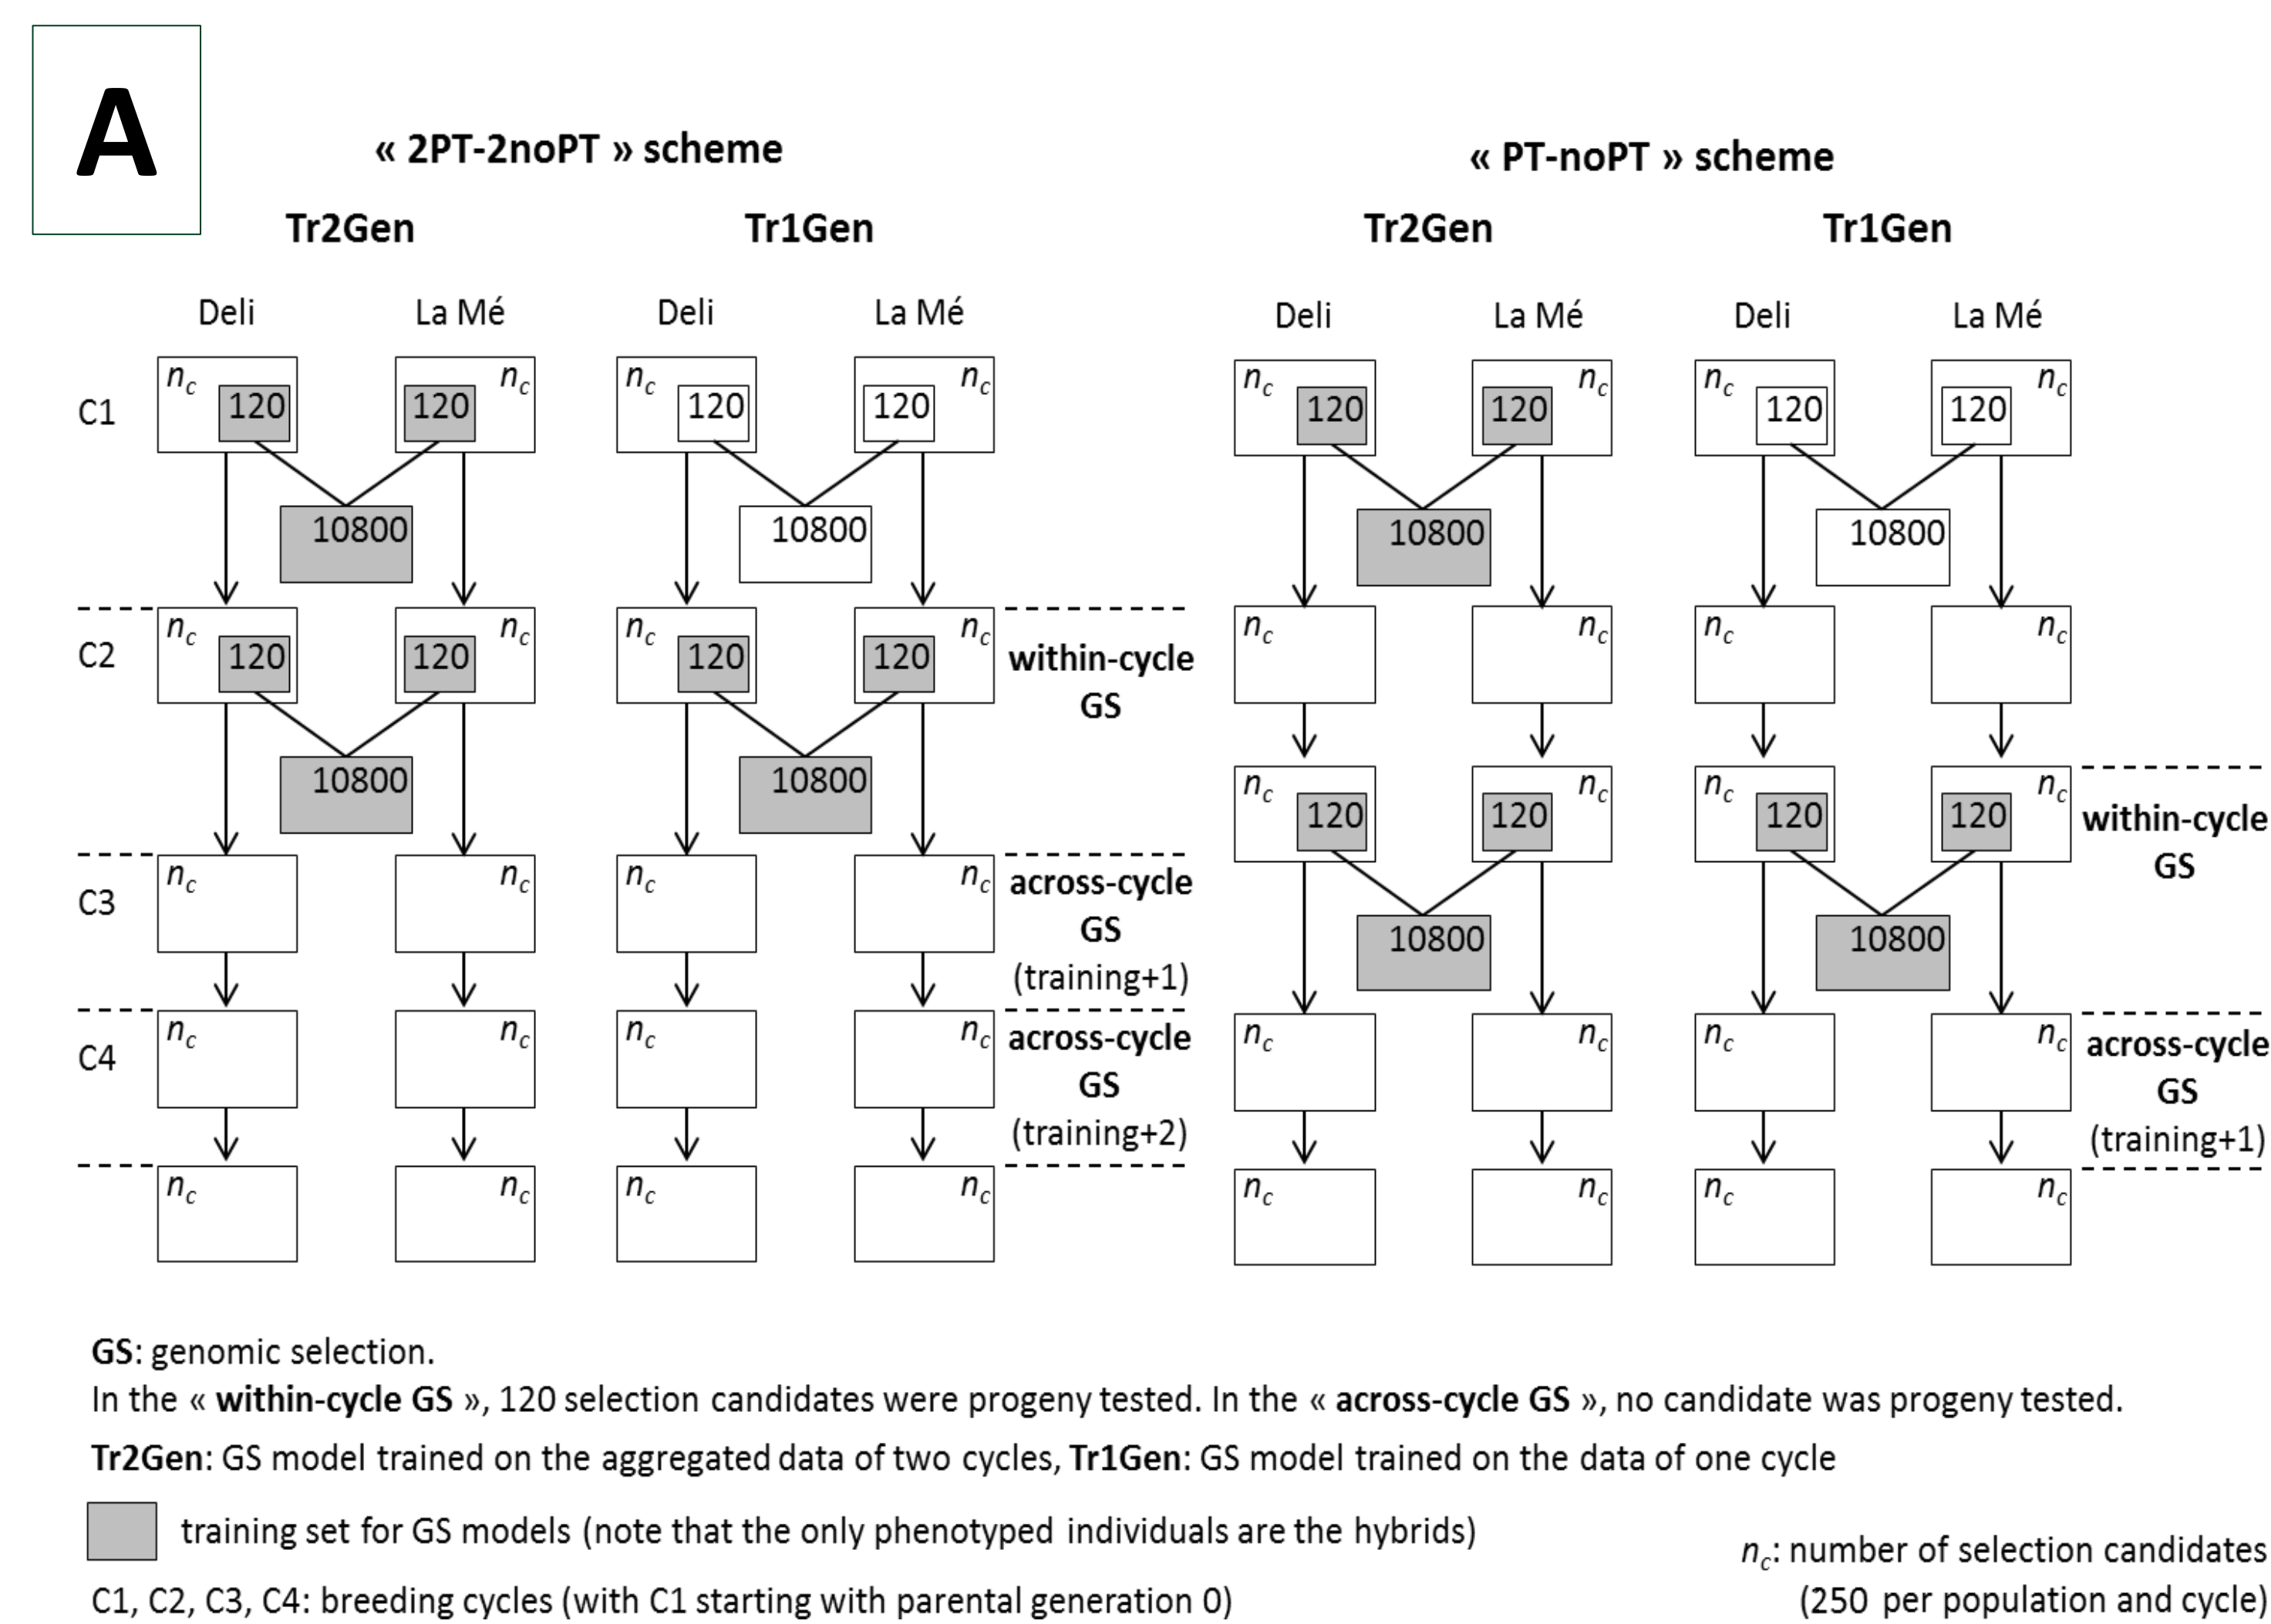 A
« 2PT-2noPT » scheme
« PT-noPT » scheme
Tr2Gen Tr1Gen
Tr2Gen Tr1Gen
Deli La Mé Deli La Mé
Deli La Mé Deli La Mé
C1
nc 120 120 nc nc 120 120 nc
nc 120 120 nc nc 120 120 nc
10800 10800
10800 10800
C2
nc 120 120 nc nc 120 120 nc
within-cycle
GS
nc nc nc nc
10800 10800
nc 120 120 nc nc 120 120 nc
within-cycle
GS
C3
nc nc nc nc
across-cycle
GS
(training+1)
10800 10800
C4
nc nc nc nc
across-cycle
GS
(training+2)
nc nc nc nc
across-cycle
GS
(training+1)
nc nc nc nc
nc nc nc nc
GS: genomic selection.
In the « within-cycle GS », 120 selection candidates were progeny tested. In the « across-cycle GS », no candidate was progeny tested.
Tr2Gen: GS model trained on the aggregated data of two cycles, Tr1Gen: GS model trained on the data of one cycle
training set for GS models (note that the only phenotyped individuals are the hybrids)
nc: number of selection candidates
(250 per population and cycle)
C1, C2, C3, C4: breeding cycles (with C1 starting with parental generation 0)